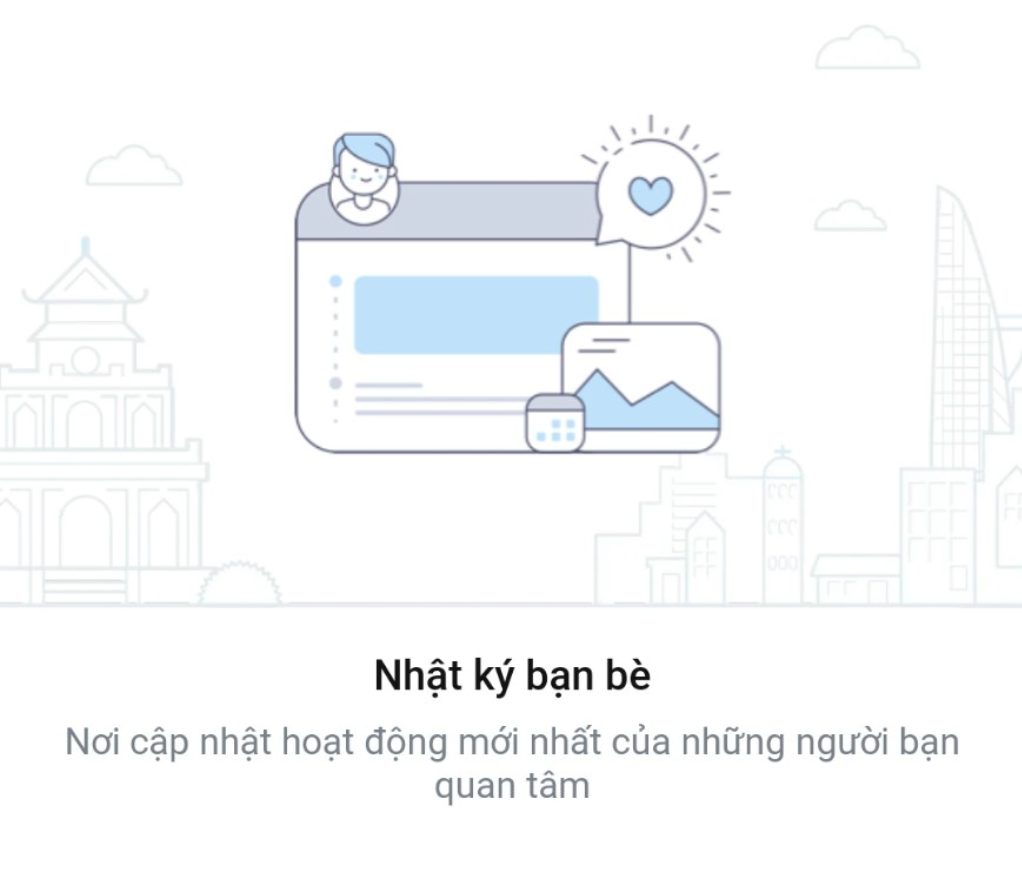 Nhật ký bạn bè
Nơi cập nhật hoạt động mới nhất của những người bạn
quan tâm